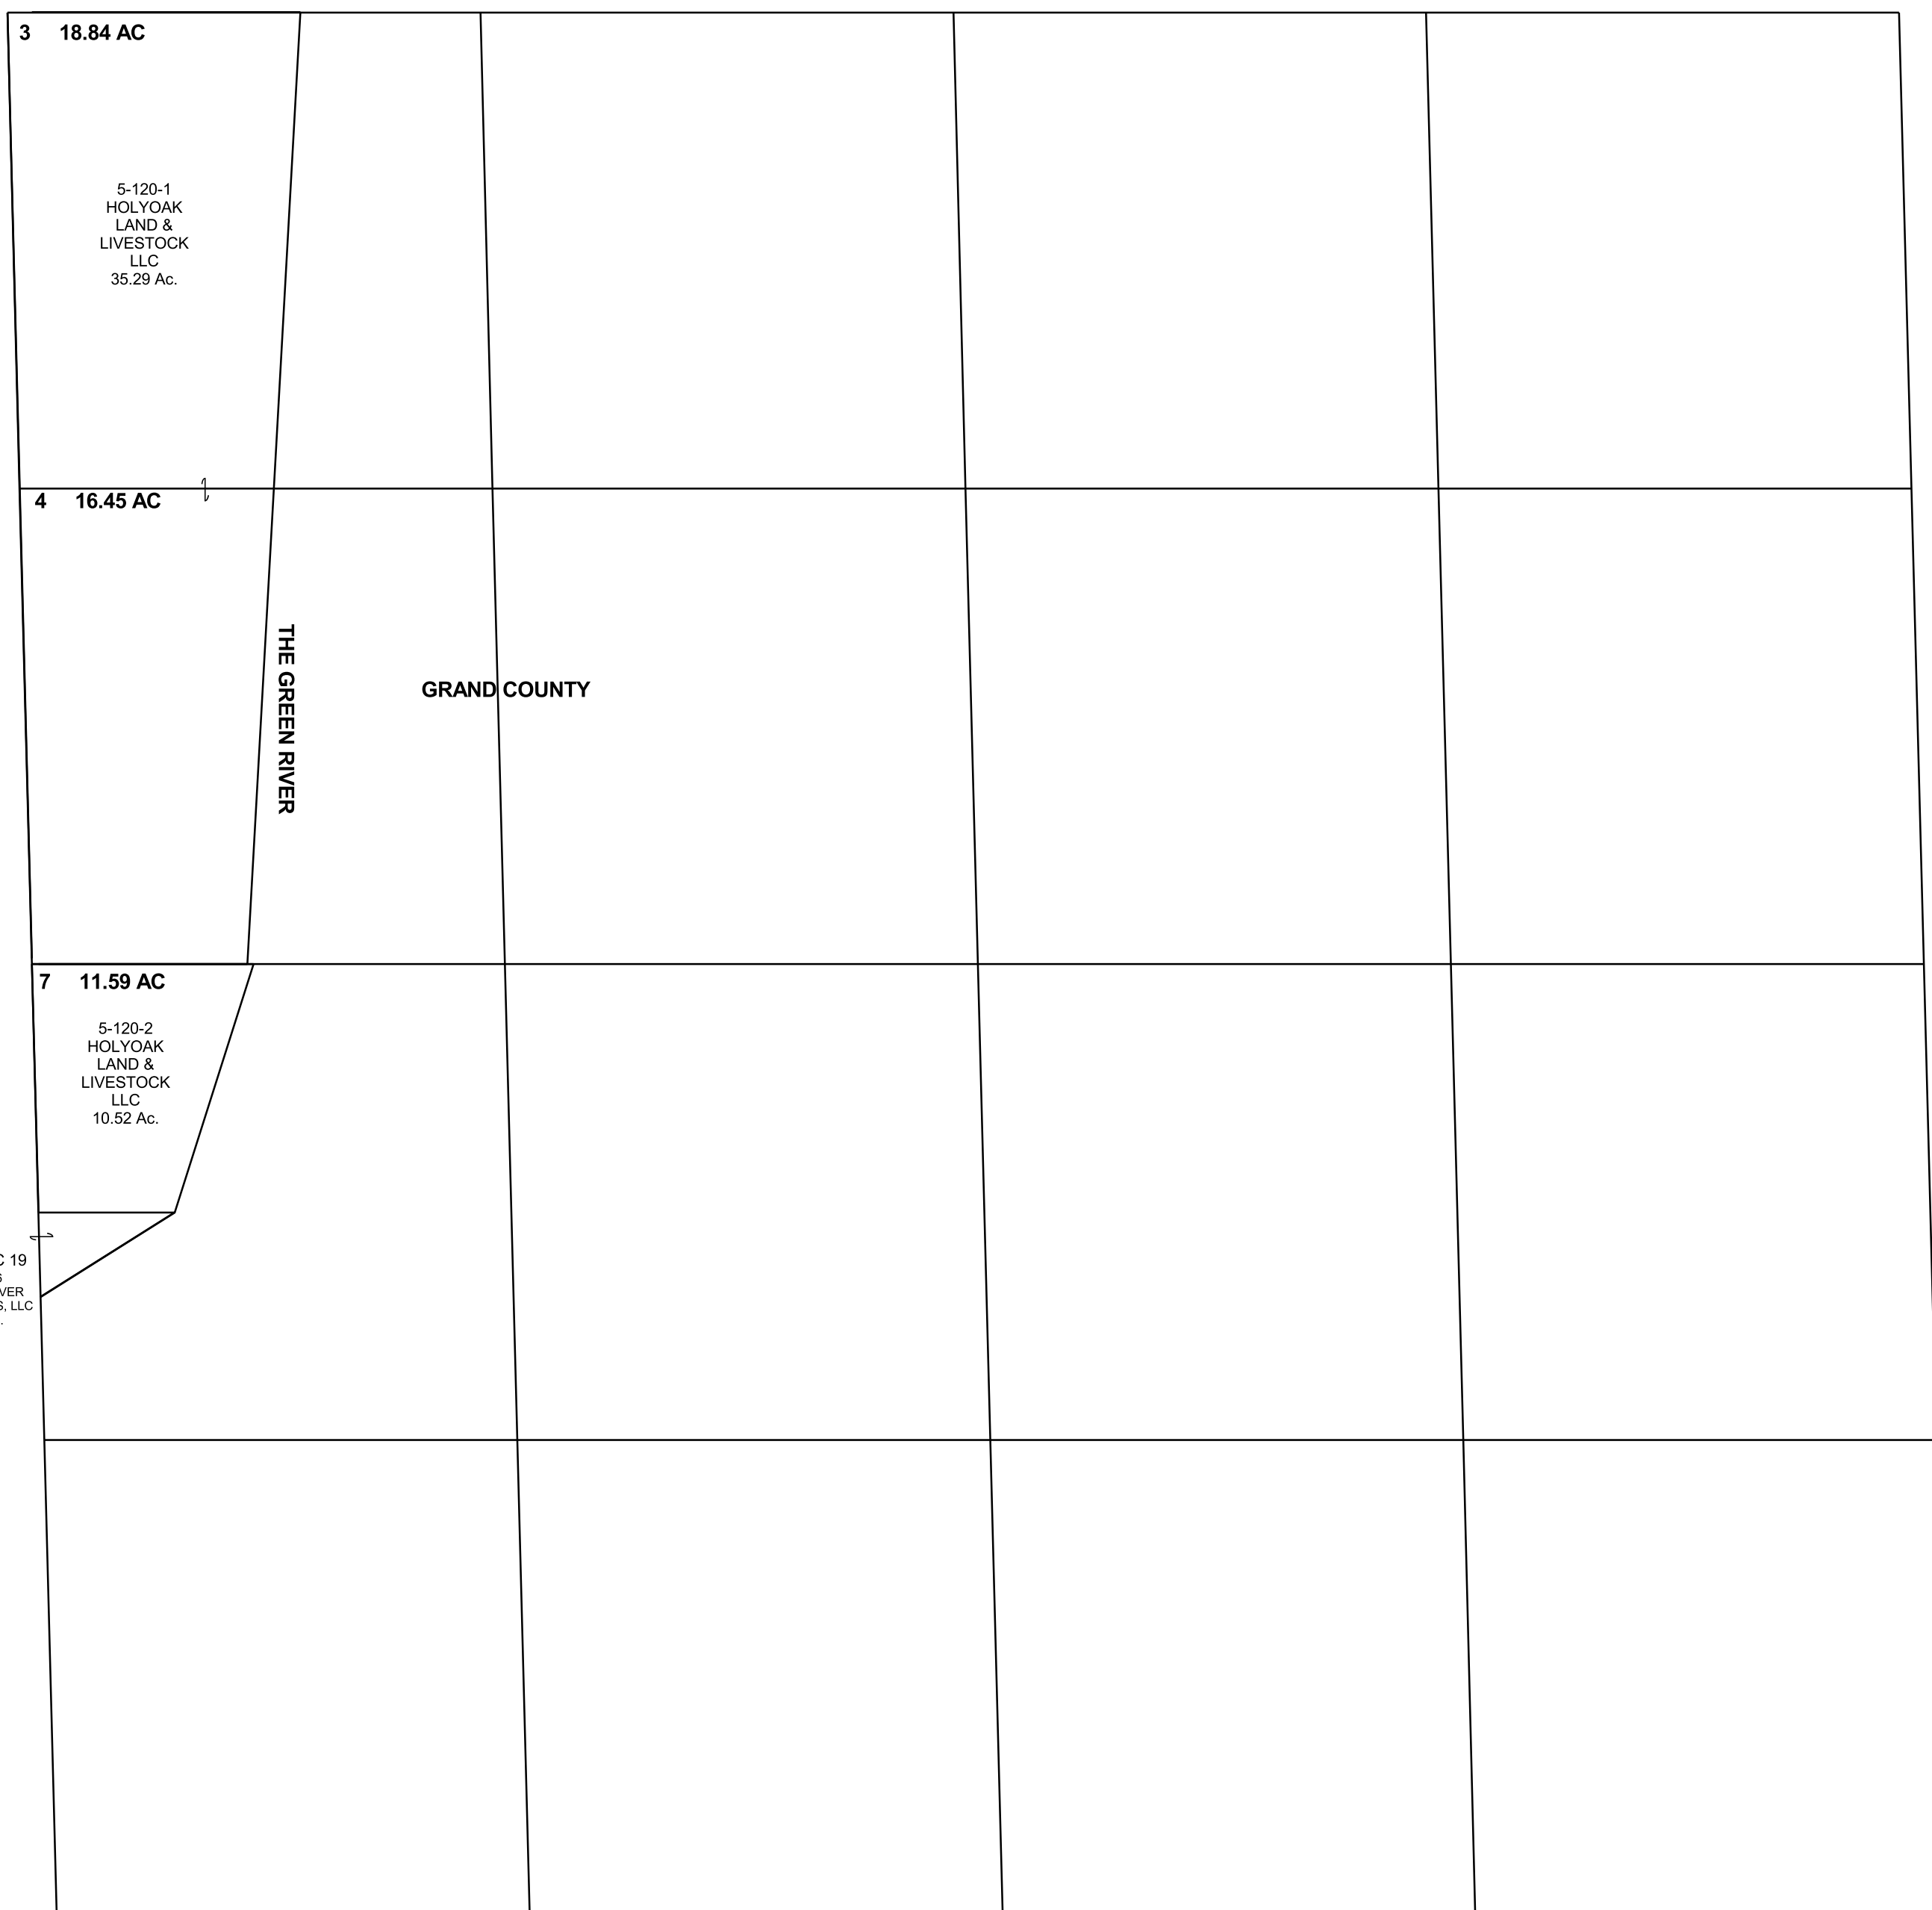 3 18.84 AC
5-120-1
HOLYOAK
LAND &
LIVESTOCK
LLC
35.29 Ac.
4 16.45 AC
THE GREEN RIVER
GRAND COUNTY
7 11.59 AC
5-120-2
HOLYOAK
LAND &
LIVESTOCK
LLC
10.52 Ac.
19
VER
S, LLC